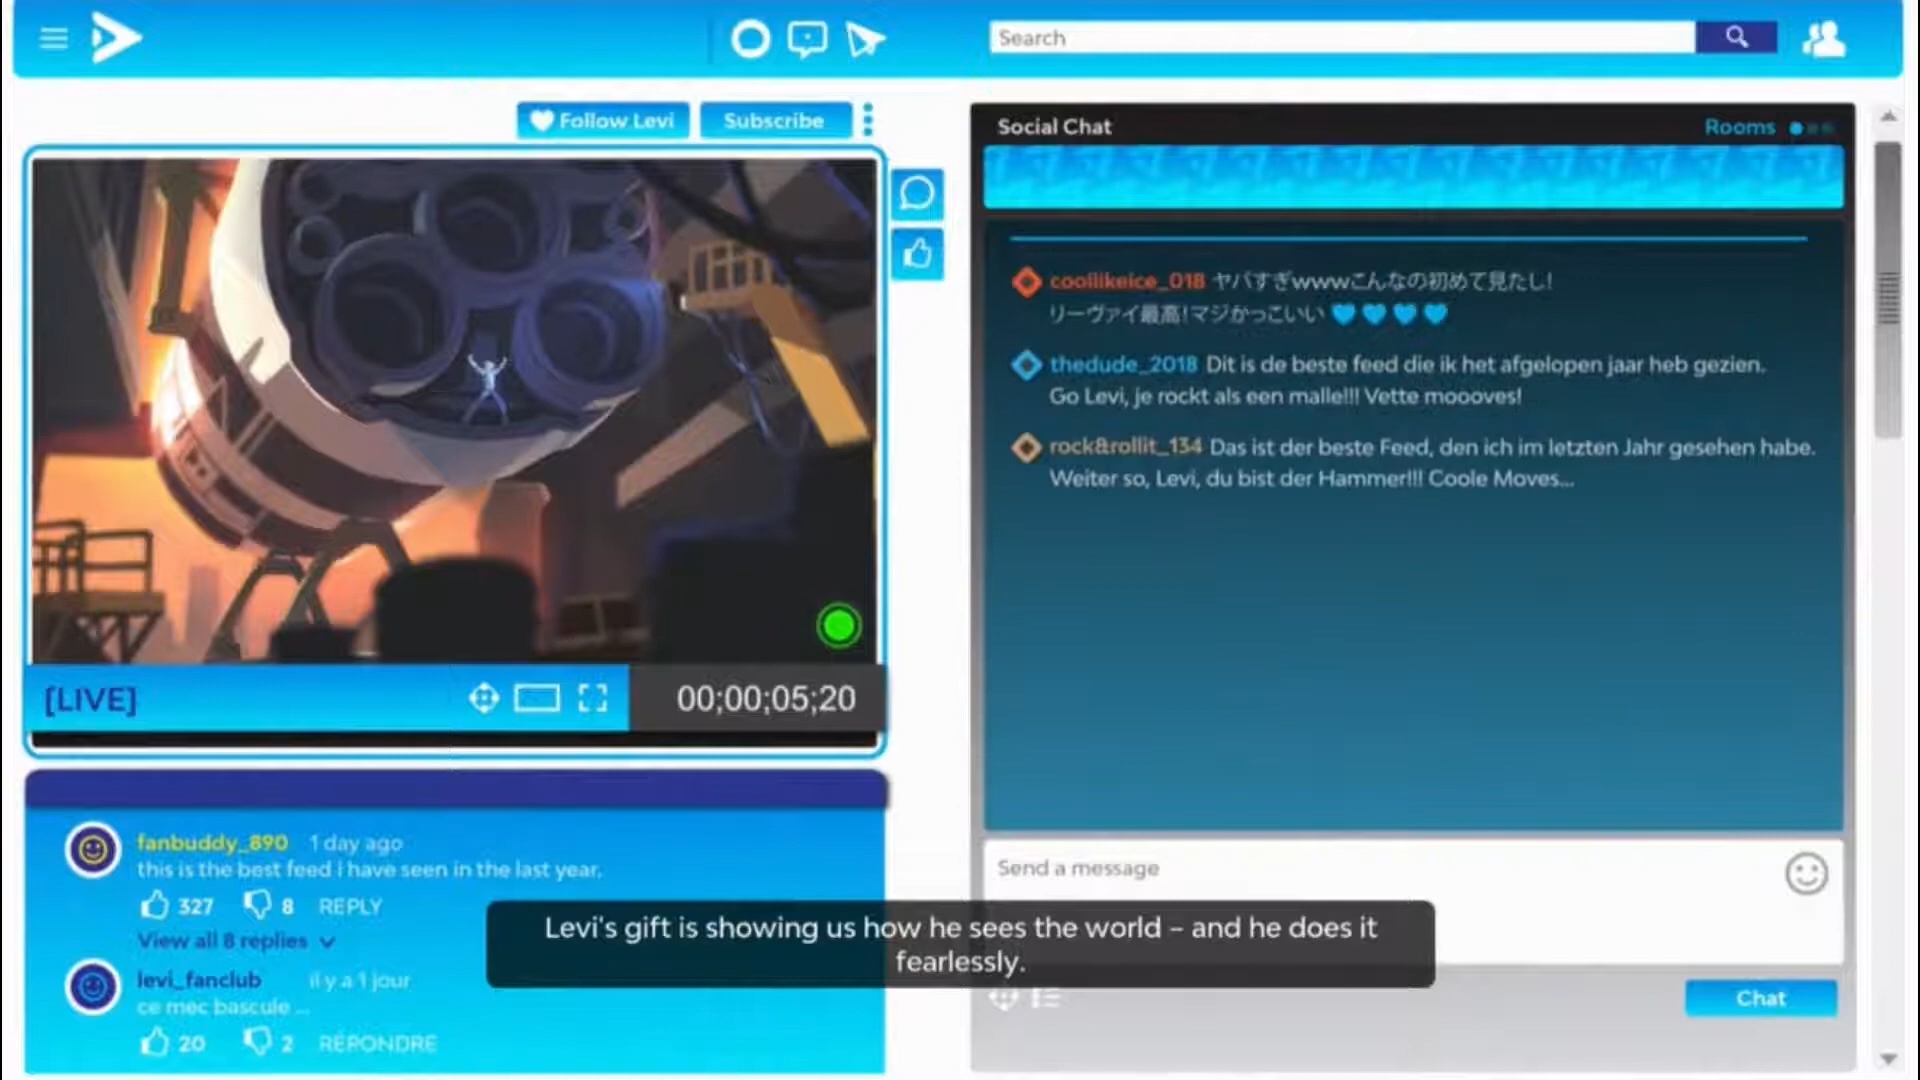 Search
Follow Levi
Subscribe
Social Chat
Rooms
coollikeice_018 ヤバすぎwwwこんなの初めて見たし!
リーヴァイ最高!マジかっこいい
thedude_2018 Dit is de beste feed die ik het afgelopen jaar heb gezien.
Go Levi, je rockt als een malle!!! Vette moooves!
rock&rollit_134 Das ist der beste Feed, den ich im letzten Jahr gesehen habe.
Weiter so, Levi, du bist der Hammer!!! Coole Moves...
[LIVE]
00;00;05;20
fanbuddy_890 1 day ago
this is the best feed i have seen in the last year.
327 8 REPLY
View all 8 replies
levi_fanclub il y a 1 jour
ce mec bascule ...
20 2 RÉPONDRE
Send a message
Levi's gift is showing us how he sees the world – and he does it
fearlessly.
Chat